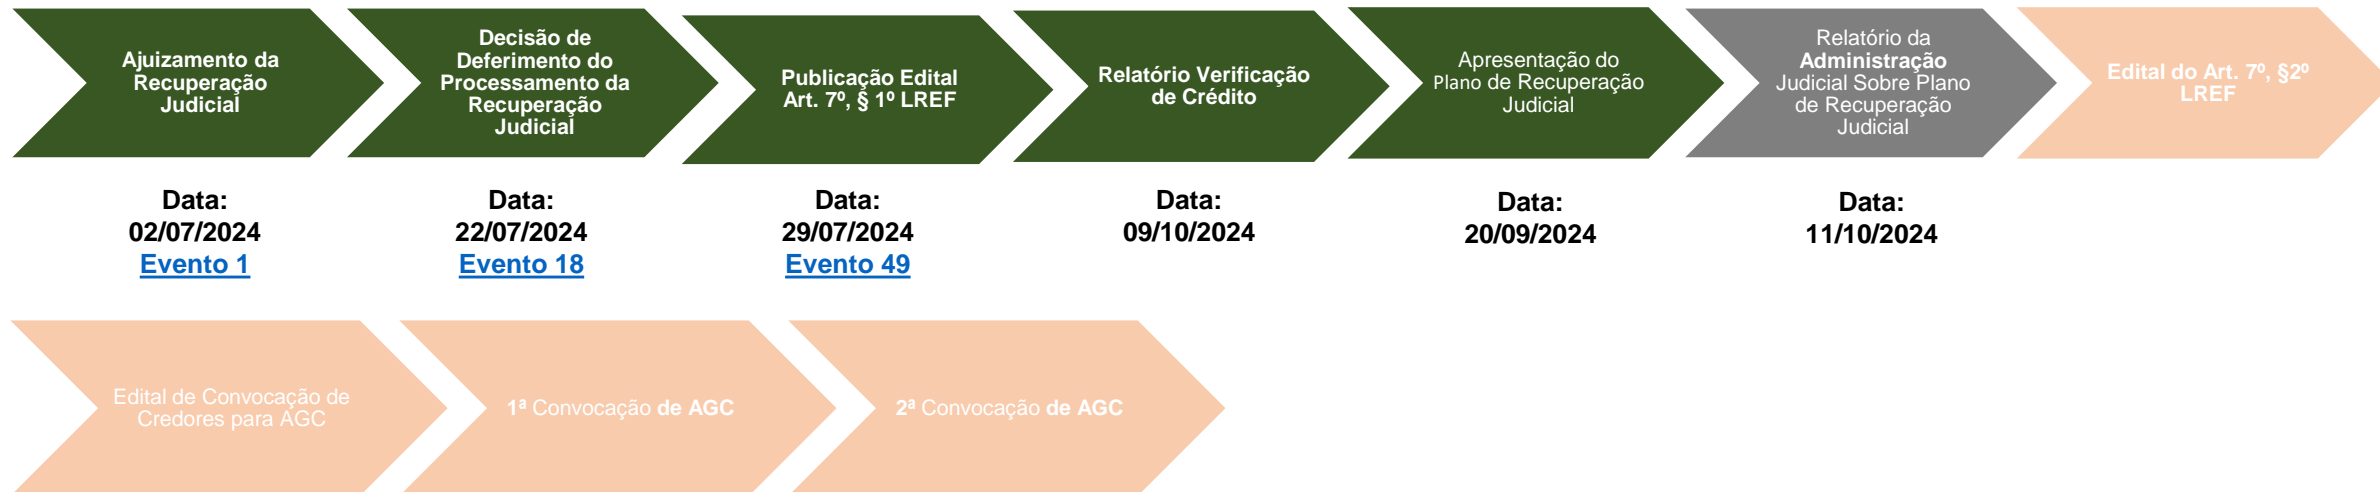 Ajuizamento da
Recuperação
Judicial
Decisão de
Deferimento do
Processamento da
Recuperação
Judicial
Publicação Edital
Art. 7º, § 1º LREF
Relatório Verificação
de Crédito
Apresentação do
Plano de Recuperação
Judicial
Relatório da
Administração
Judicial Sobre Plano
de Recuperação
Judicial
Edital do Art. 7º, §2º
LREF
Data:
02/07/2024
Evento 1
Data:
22/07/2024
Evento 18
Data:
29/07/2024
Evento 49
Data:
09/10/2024
Data:
20/09/2024
Data:
11/10/2024
Edital de Convocação de
Credores para AGC
1ª Convocação de AGC
2ª Convocação de AGC